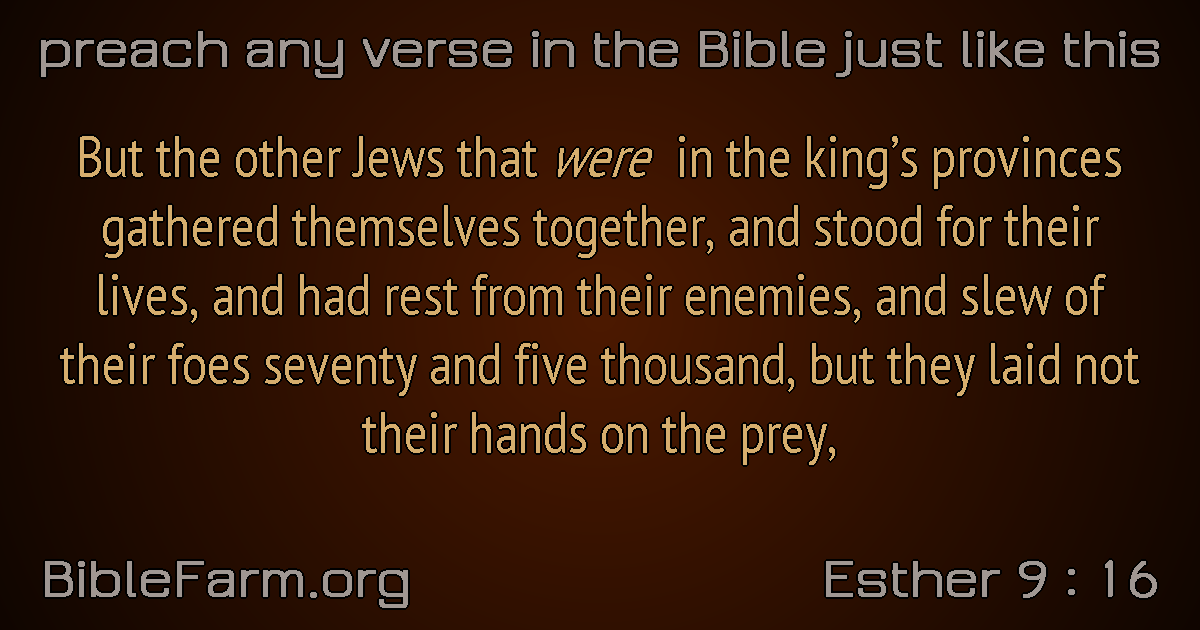 preach any verse in the Bible just like this
But the other Jews that were in the king’s provinces
gathered themselves together, and stood for their
lives, and had rest from their enemies, and slew of
their foes seventy and five thousand, but they laid not
their hands on the prey,
BibleFarm.org
Esther 9 : 16